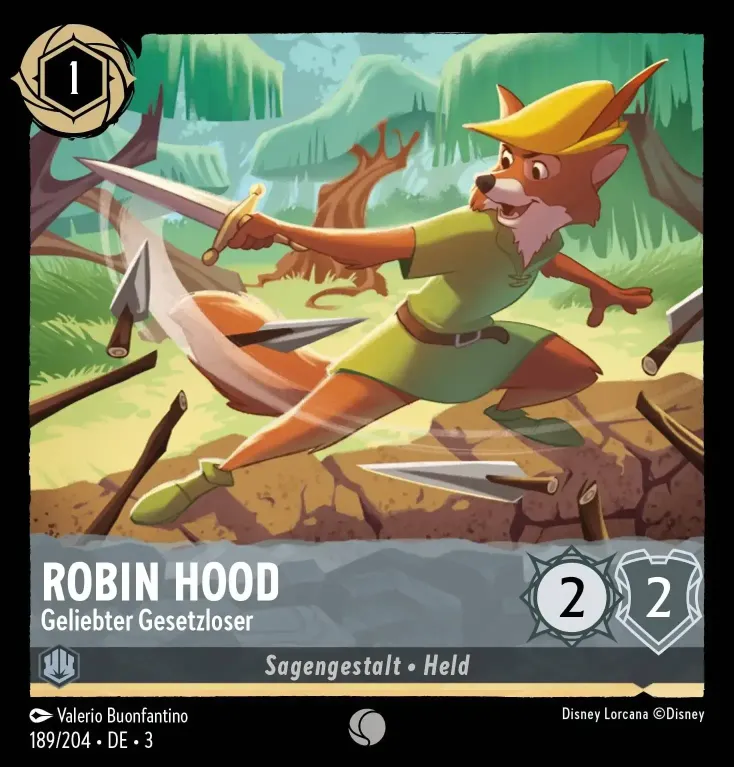 1
ROBIN HOOD
Geliebter Gesetzloser
2
2
Sagengestalt • Held
Valerio Buonfantino
Disney Lorcana ©Disney
189/204 • DE • 3